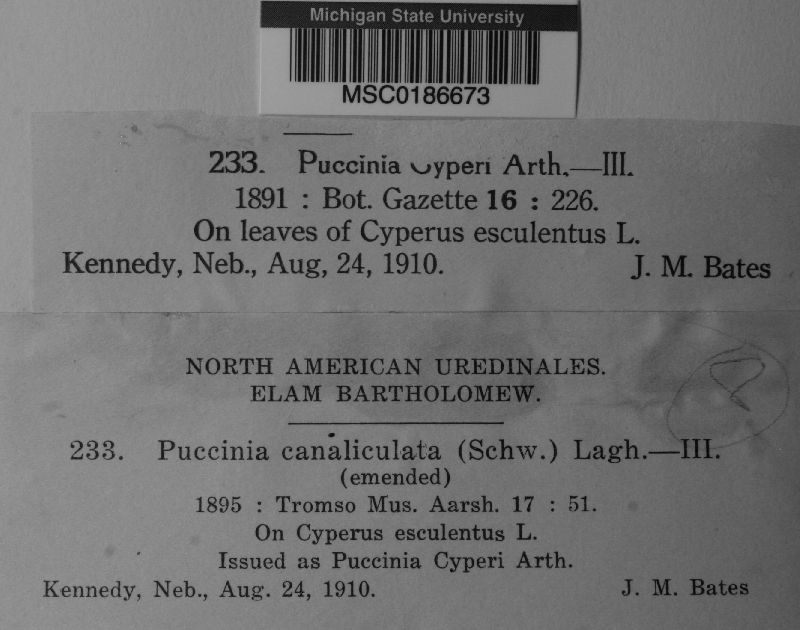 Michigan State University
MSC0186673
233. Puccinia Cyperi Arth.—III.
1891 : Bot. Gazette 16 : 226.
On leaves of Cyperus esculentus L.
Kennedy, Neb., Aug, 24, 1910. J. M. Bates
NORTH AMERICAN UREDINALES.
ELAM BARTHOLOMEW.
233. Puccinia canaliculata (Schw.) Lagh.—III.
(emended)
1895 : Tromso Mus. Aarsh. 17 : 51.
On Cyperus esculentus L.
Issued as Puccinia Cyperi Arth.
Kennedy, Neb., Aug. 24, 1910. J. M. Bates